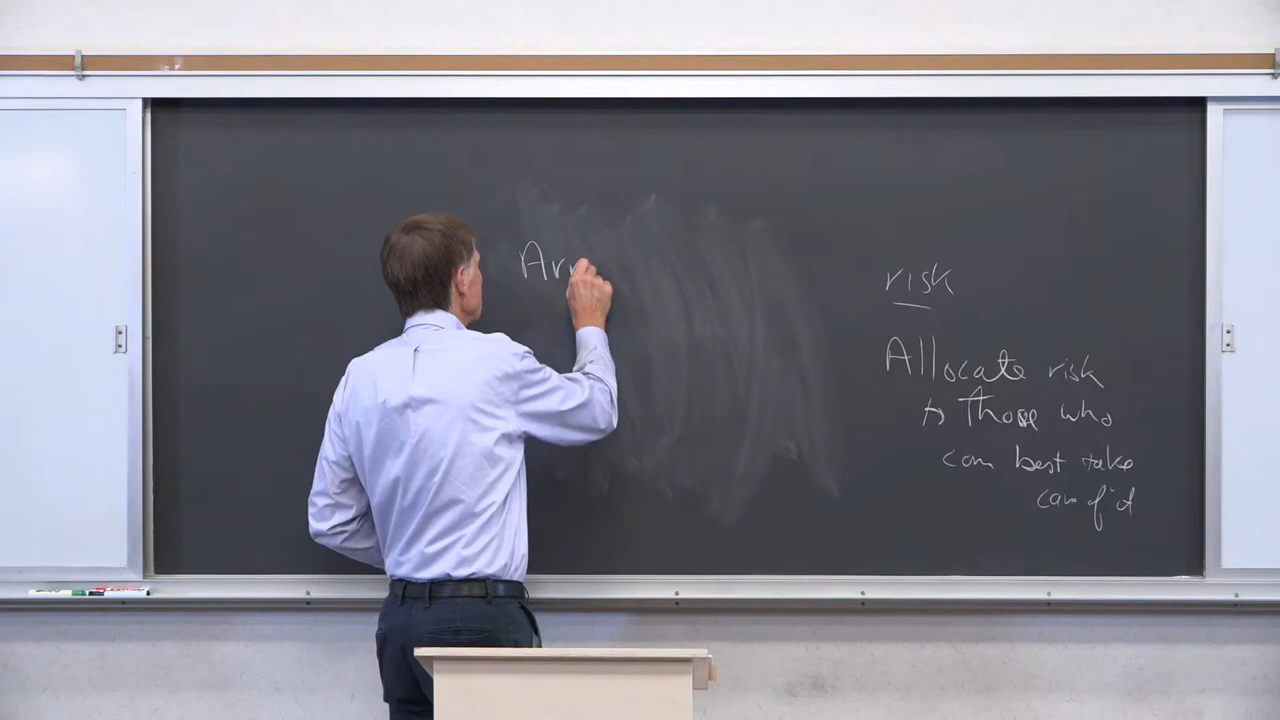 Arr
risk
Allocate risk
to those who
can best take
care of it